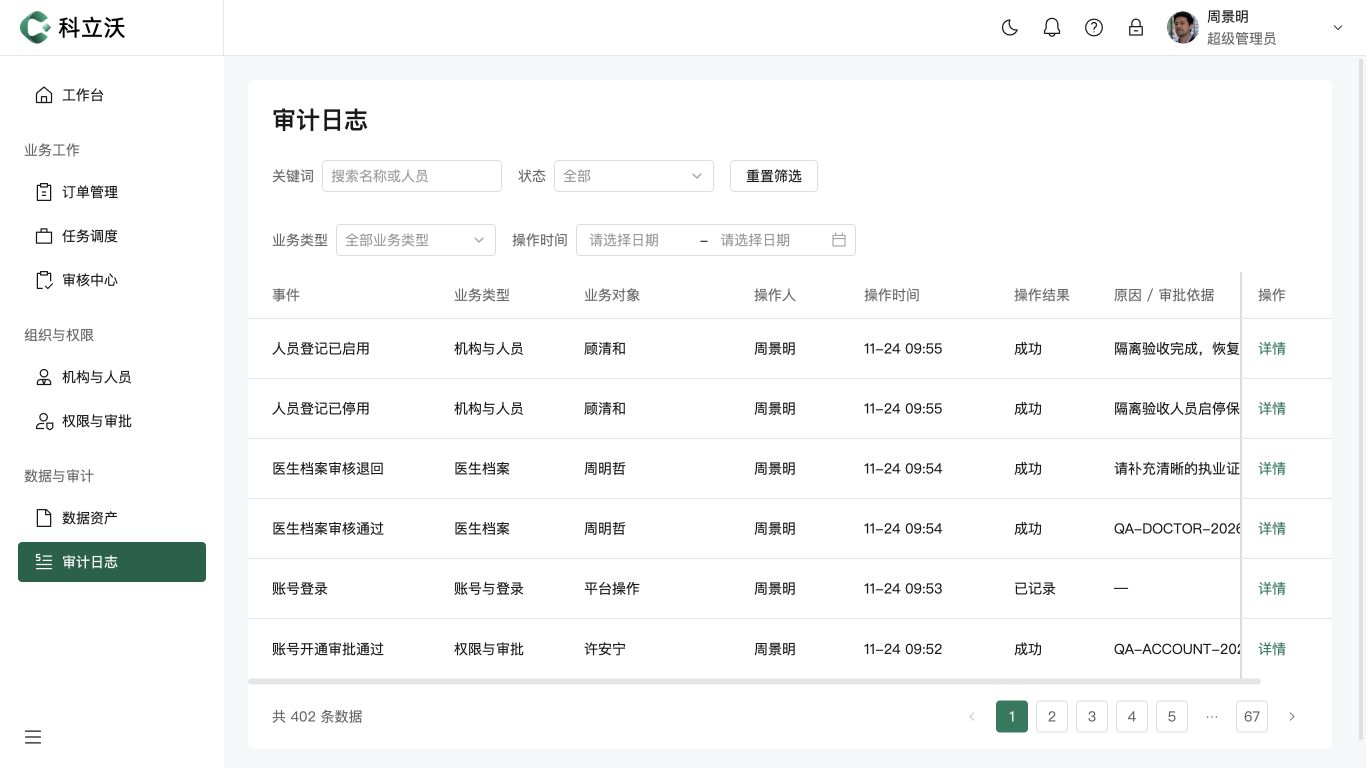 科立沃
周景明
超级管理员
工作台
业务工作
订单管理
任务调度
审核中心
组织与权限
机构与人员
权限与审批
数据与审计
数据资产
审计日志
审计日志
关键词 搜索名称或人员 状态 全部 重置筛选
业务类型 全部业务类型 操作时间 请选择日期 – 请选择日期
事件 业务类型 业务对象 操作人 操作时间 操作结果 原因 / 审批依据 操作
人员登记已启用 机构与人员 顾清和 周景明 11-24 09:55 成功 隔离验收完成，恢复 详情
人员登记已停用 机构与人员 顾清和 周景明 11-24 09:55 成功 隔离验收人员启停保 详情
医生档案审核退回 医生档案 周明哲 周景明 11-24 09:54 成功 请补充清晰的执业证 详情
医生档案审核通过 医生档案 周明哲 周景明 11-24 09:54 成功 QA-DOCTOR-2026 详情
账号登录 账号与登录 平台操作 周景明 11-24 09:53 已记录 — 详情
账号开通审批通过 权限与审批 许安宁 周景明 11-24 09:52 成功 QA-ACCOUNT-202 详情
共 402 条数据 1 2 3 4 5 ··· 67